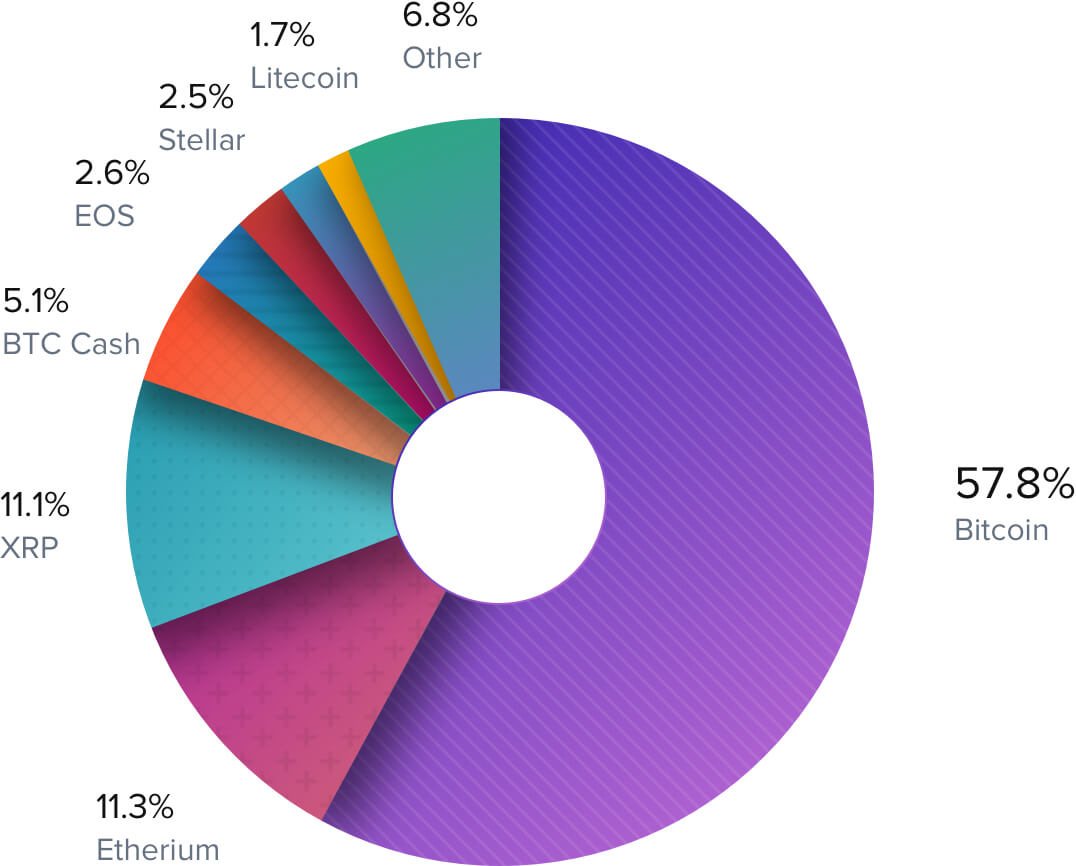 6.8%
Other
1.7%
Litecoin
2.5%
Stellar
2.6%
EOS
5.1%
BTC Cash
11.1%
XRP
57.8%
Bitcoin
11.3%
Etherium